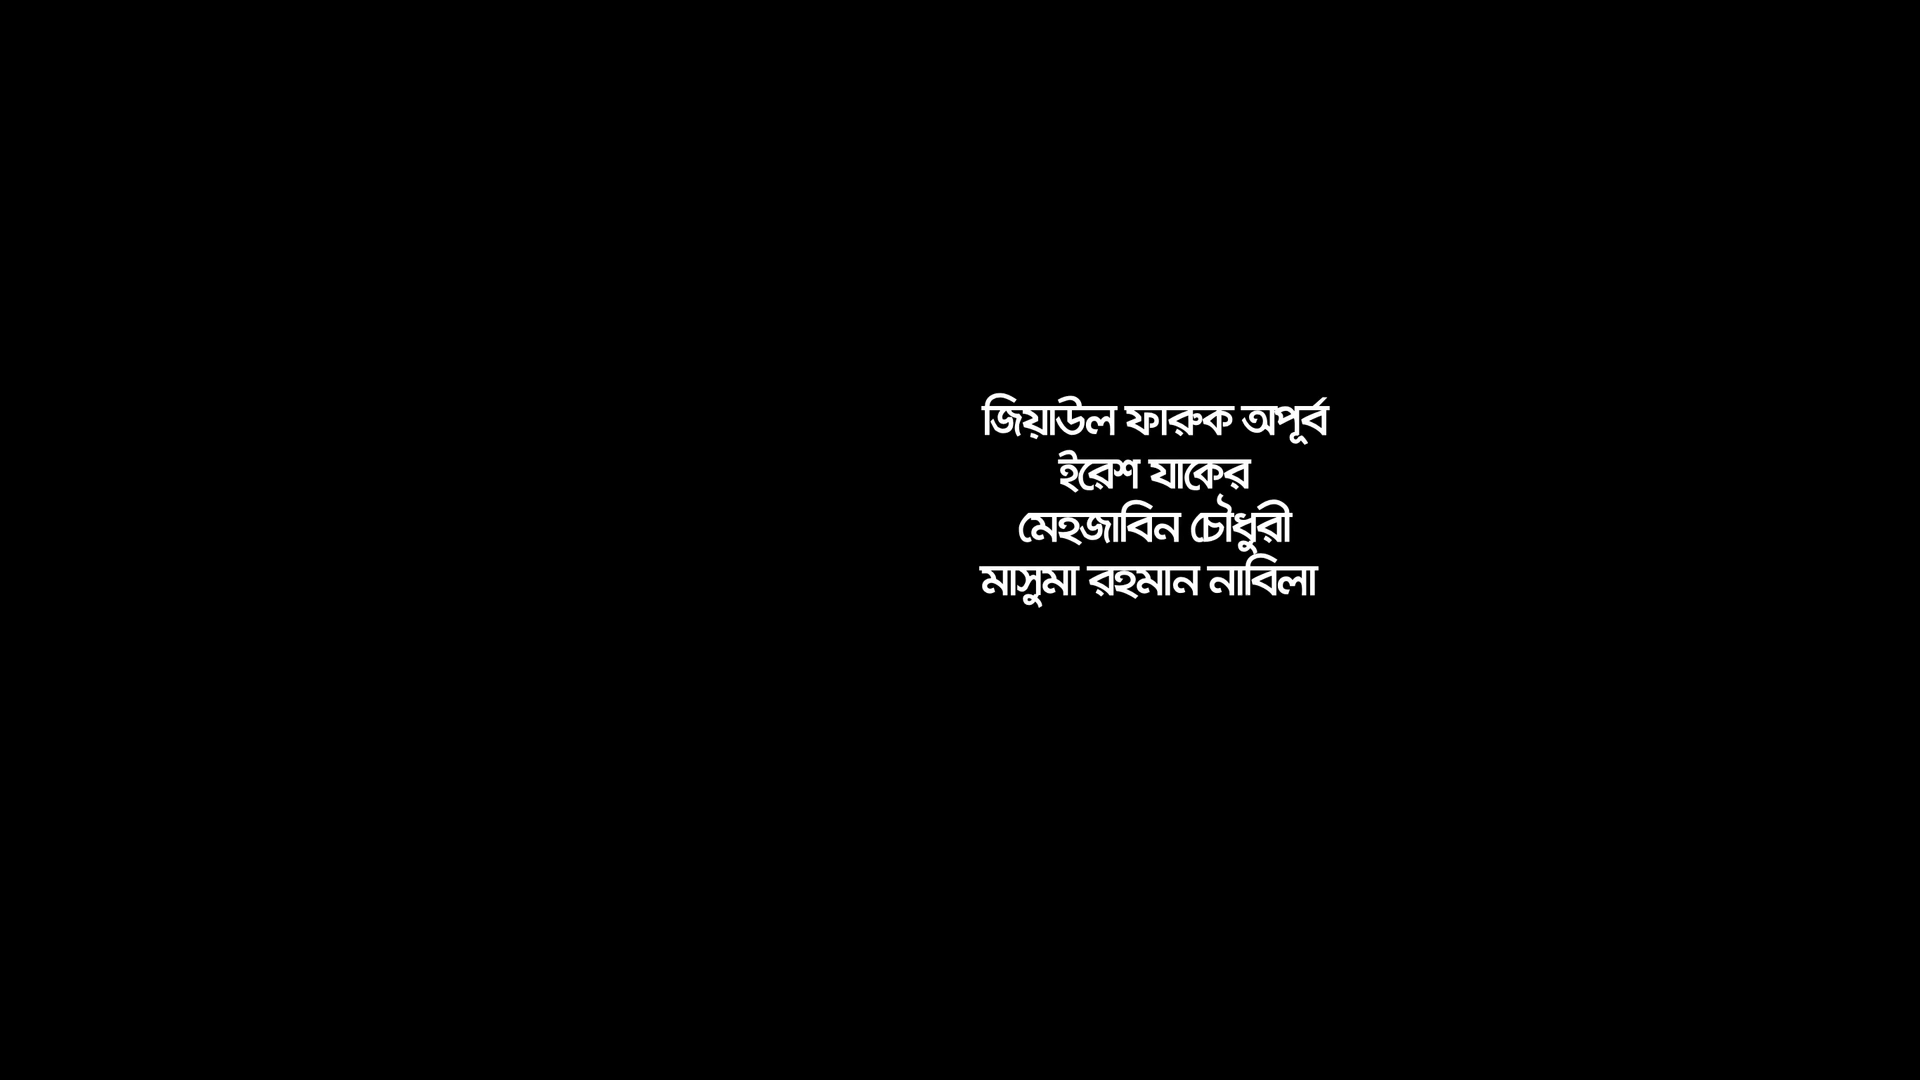 জিয়াউল ফারুক অপূর্ব
ইরেশ যাকের
মেহজাবিন চৌধুরী
মাসুমা রহমান নাবিলা